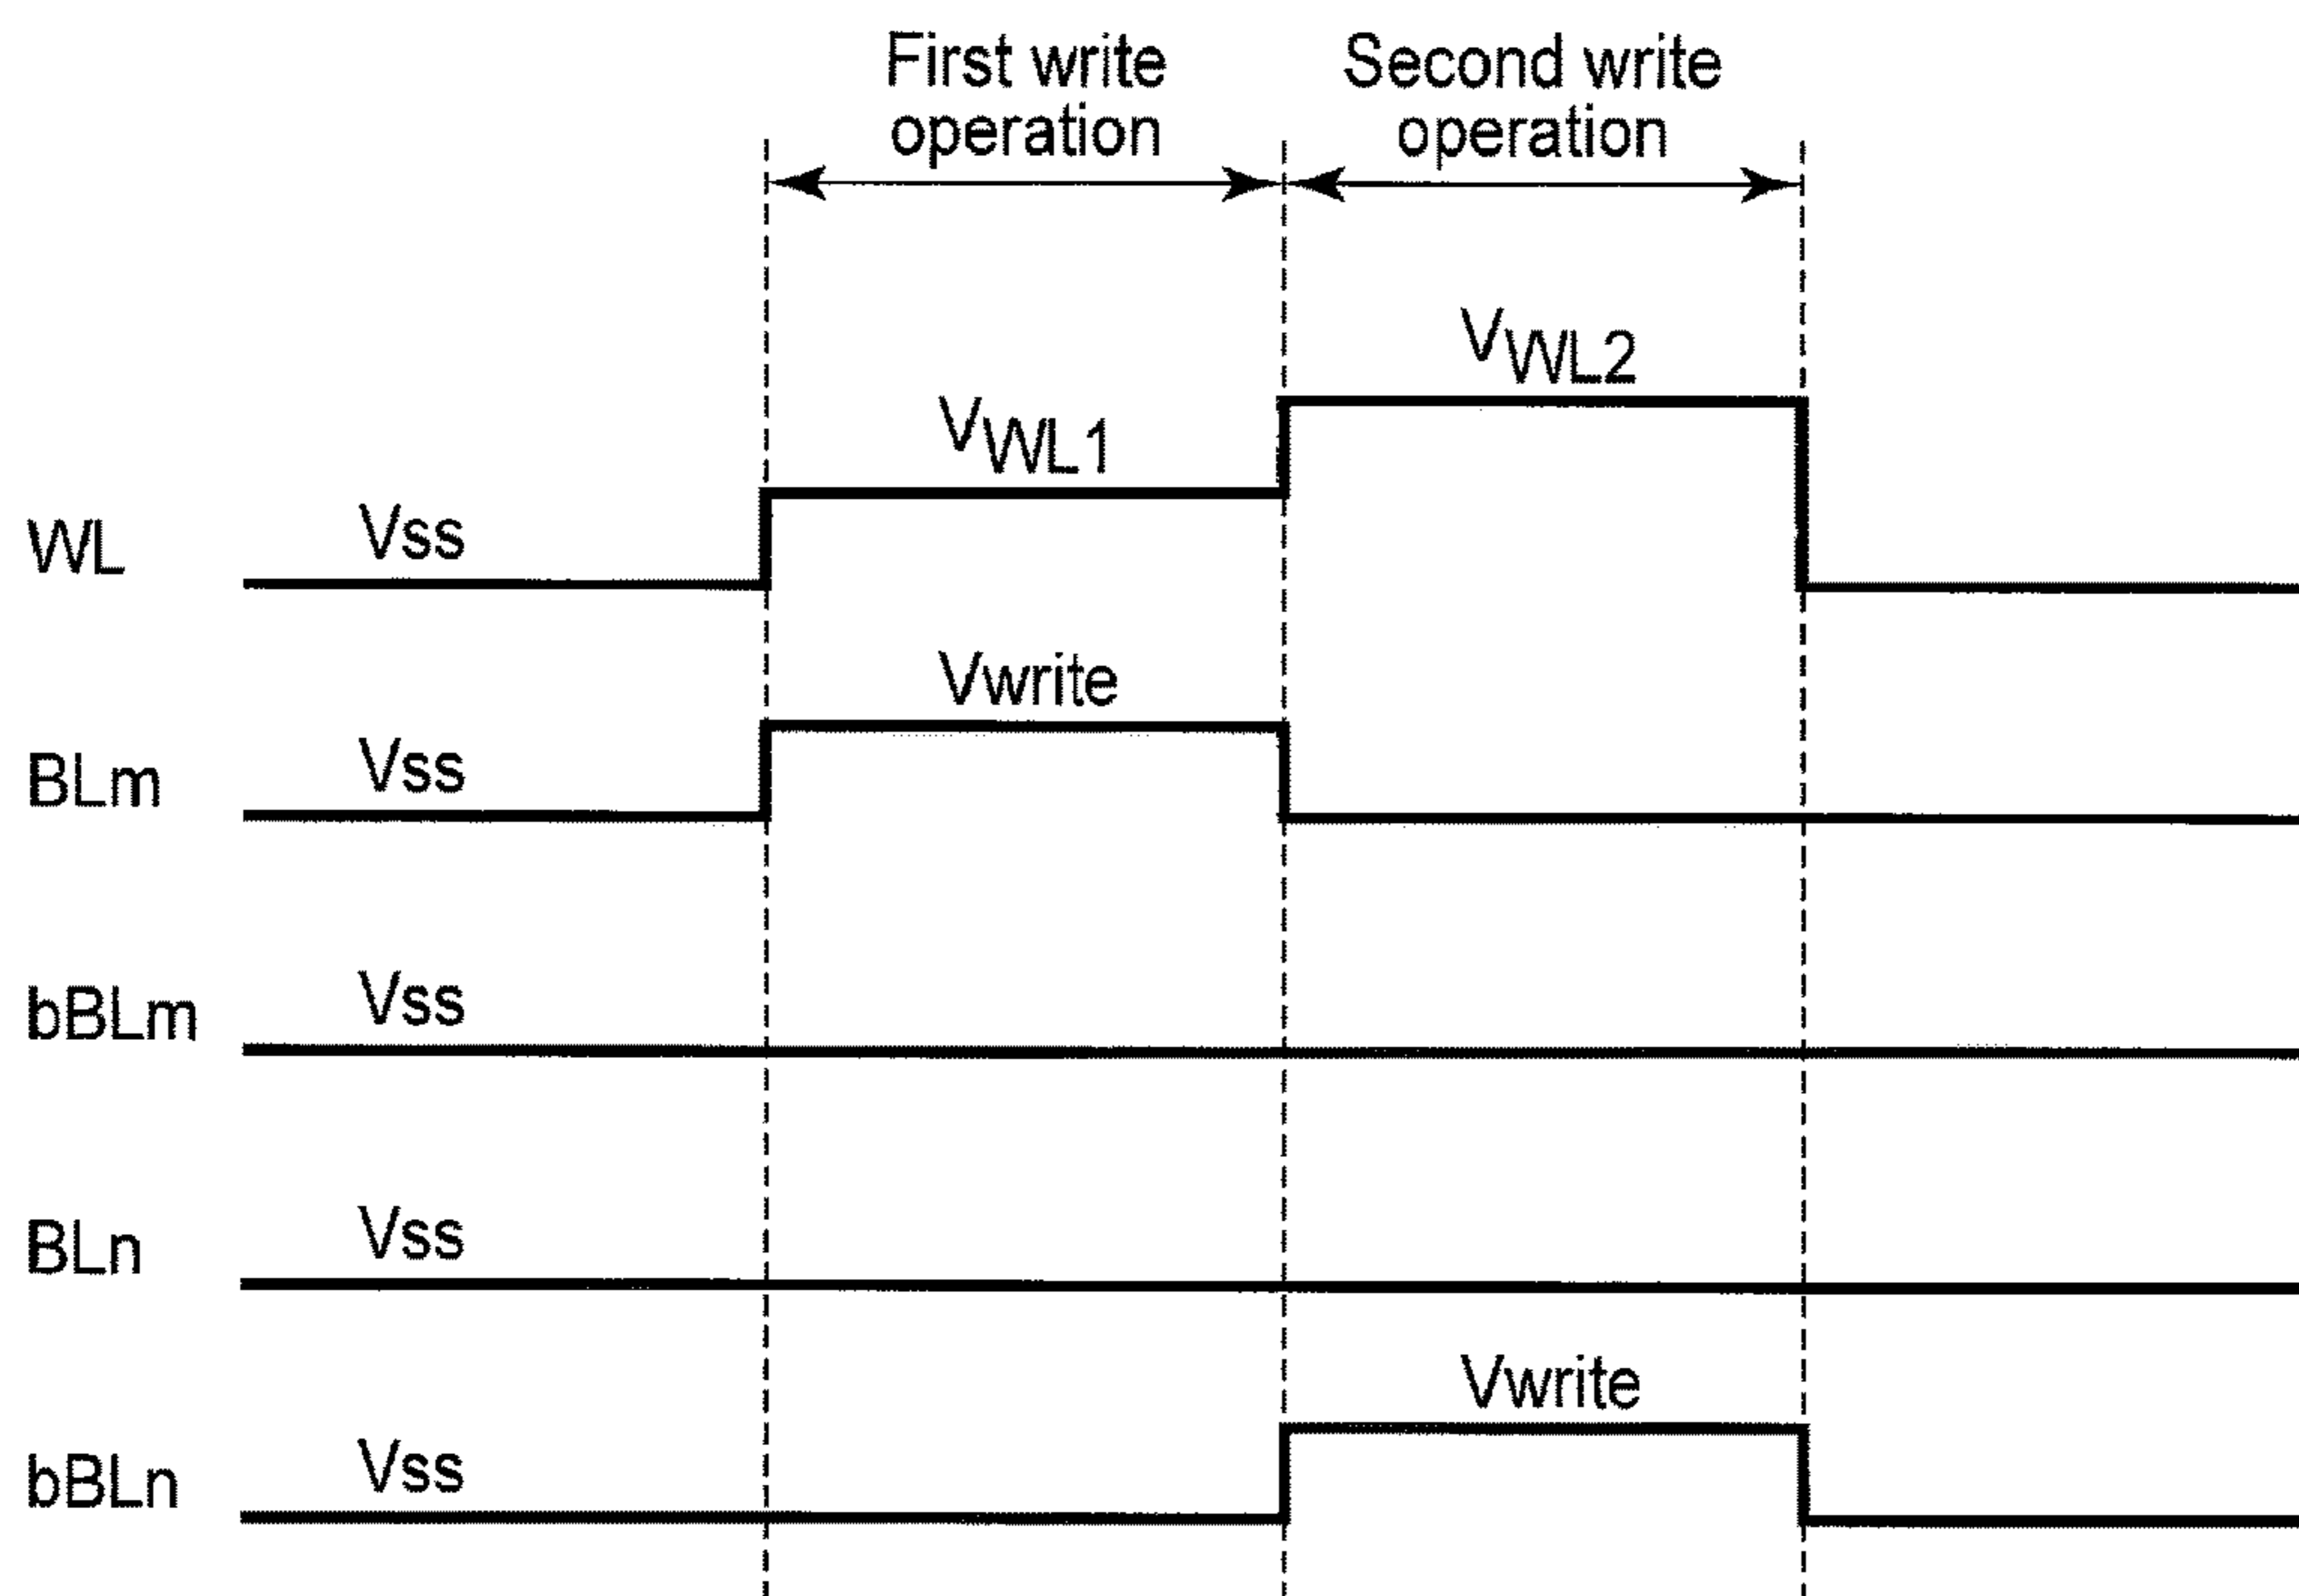 First write
operation
Second write
operation
VWL2
VWL1
WL Vss
Vwrite
BLm Vss
bBLm Vss
BLn Vss
Vwrite
bBLn Vss